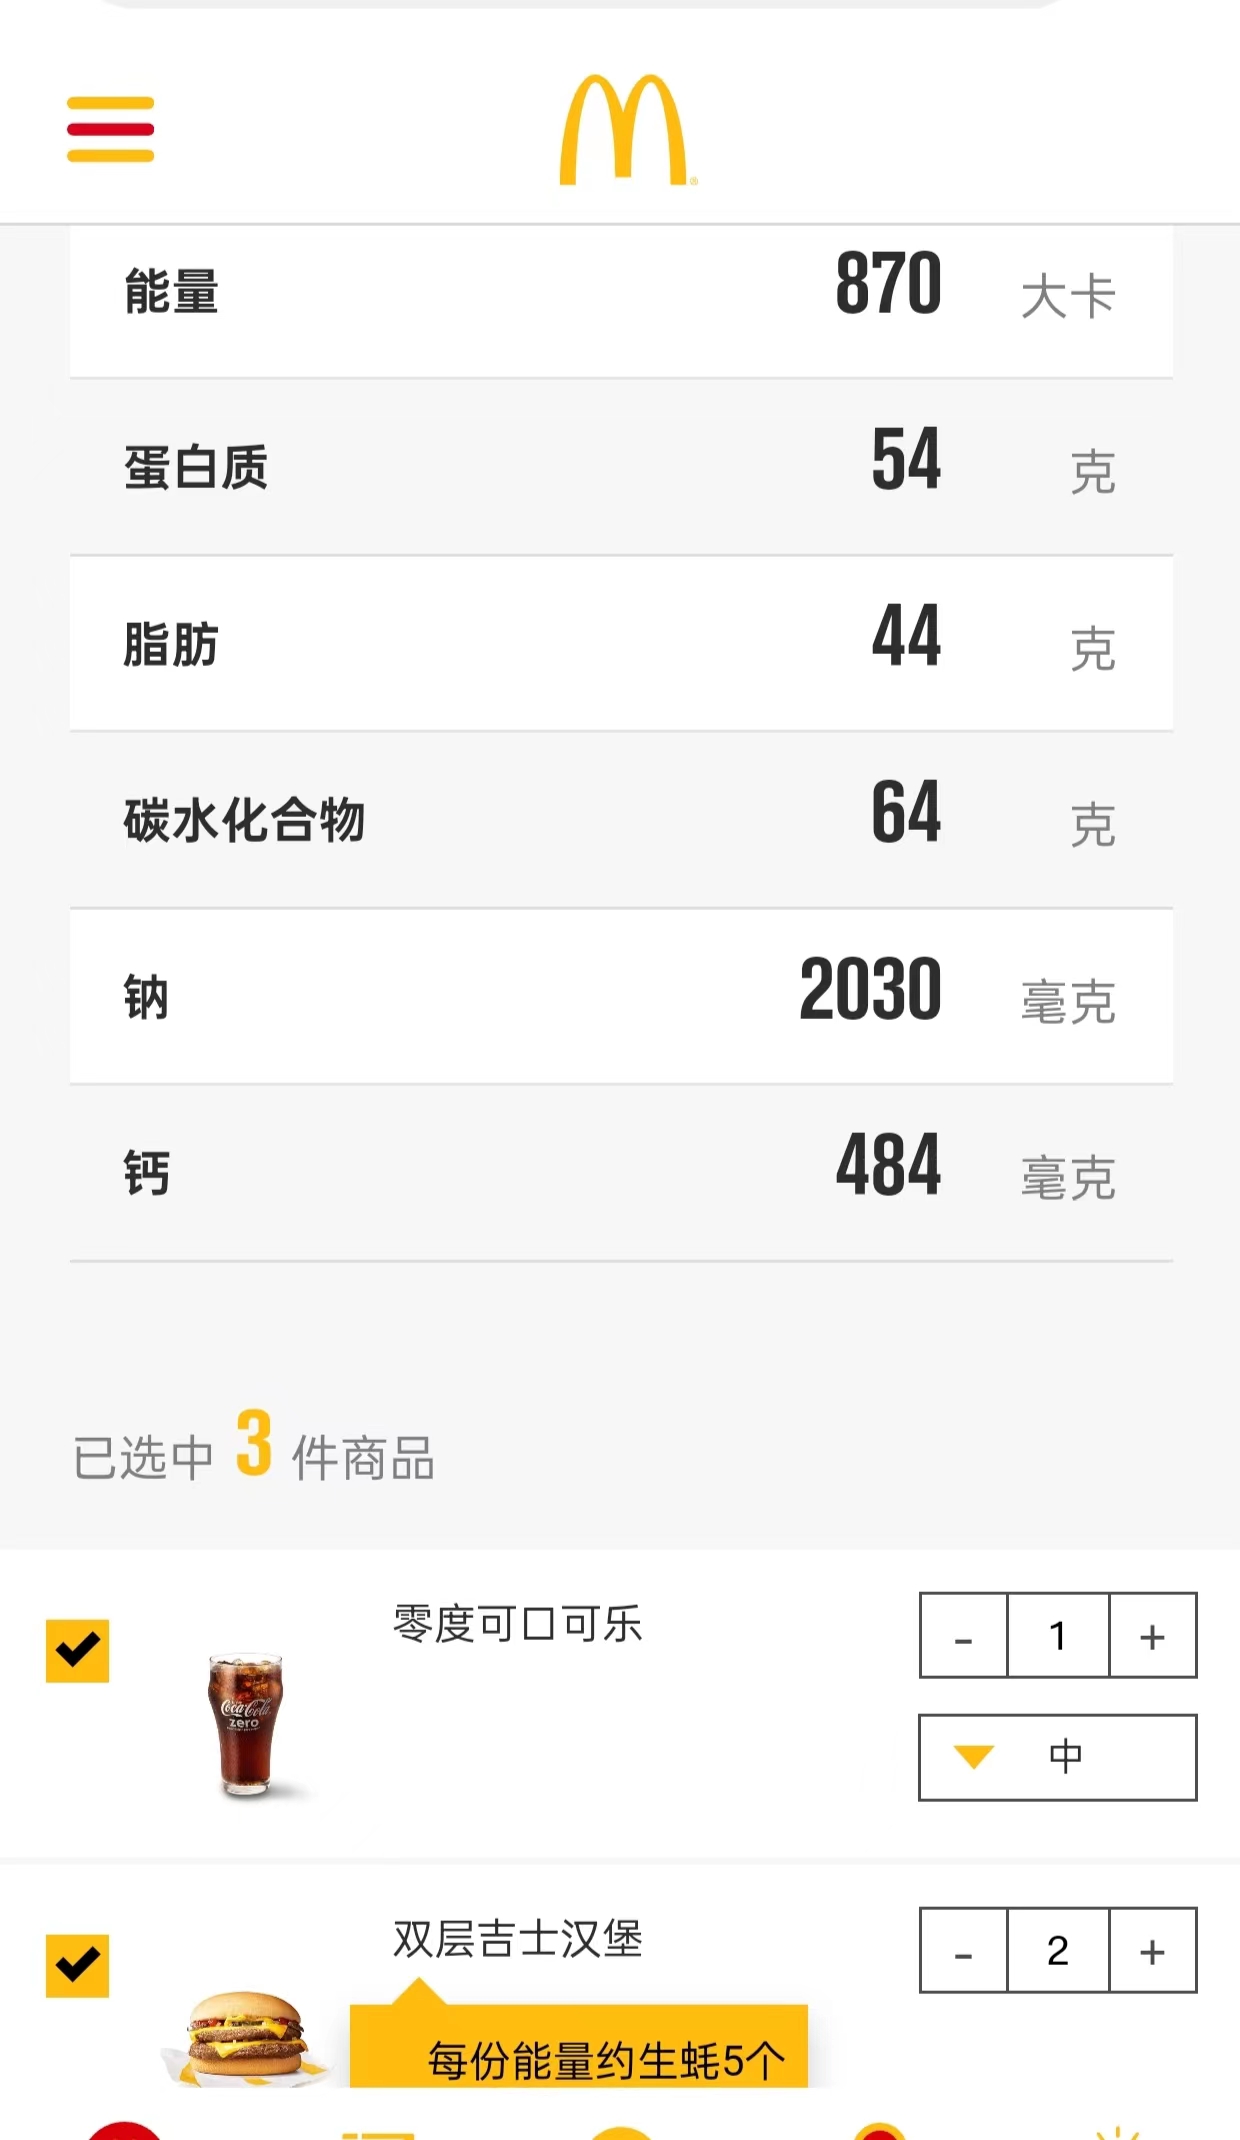 能量 870 大卡
蛋白质 54 克
脂肪 44 克
碳水化合物 64 克
钠 2030 毫克
钙 484 毫克
已选中 3 件商品
零度可口可乐
- 1 +
Coca-Cola
zero
中
双层吉士汉堡
- 2 +
每份能量约生蚝5个